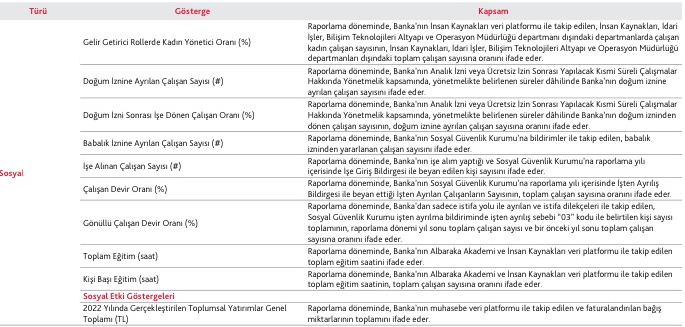 Türü Gösterge Kapsam
Sosyal
Gelir Getirici Rollerde Kadın Yönetici Oranı (%)
Raporlama döneminde, Banka'nın İnsan Kaynakları veri platformu ile takip edilen, İnsan Kaynakları, İdari
İşler, Bilişim Teknolojileri Altyapı ve Operasyon Müdürlüğü departmanı dışındaki departmanlarda çalışan
kadın çalışan sayısının, İnsan Kaynakları, İdari İşler, Bilişim Teknolojileri Altyapı ve Operasyon Müdürlüğü
departmanları dışındaki toplam çalışan sayısına oranını ifade eder.
Doğum İznine Ayrılan Çalışan Sayısı (#)
Raporlama döneminde, Banka'nın Analık İzni veya Ücretsiz İzin Sonrası Yapılacak Kısmi Süreli Çalışmalar
Hakkında Yönetmelik kapsamında, yönetmelikte belirlenen süreler dâhilinde Banka'nın doğum iznine
ayrılan çalışan sayısını ifade eder.
Doğum İzni Sonrası İşe Dönen Çalışan Oranı (%)
Raporlama döneminde, Banka'nın Analık İzni veya Ücretsiz İzin Sonrası Yapılacak Kısmi Süreli Çalışmalar
Hakkında Yönetmelik kapsamında, yönetmelikte belirlenen süreler dâhilinde Banka'nın doğum izninden
dönen çalışan sayısının, doğum iznine ayrılan çalışan sayısına oranını ifade eder.
Babalık İznine Ayrılan Çalışan Sayısı (#)
Raporlama döneminde, Banka'nın Sosyal Güvenlik Kurumu'na bildirimler ile takip edilen, babalık
izninden yararlanan çalışan sayısını ifade eder.
İşe Alınan Çalışan Sayısı (#)
Raporlama döneminde, Banka'nın işe alım yaptığı ve Sosyal Güvenlik Kurumu'na raporlama yılı
içerisinde İşe Giriş Bildirgesi ile beyan edilen kişi sayısını ifade eder.
Çalışan Devir Oranı (%)
Raporlama döneminde, Banka'nın Sosyal Güvenlik Kurumu'na raporlama yılı içerisinde İşten Ayrılış
Bildirgesi ile beyan ettiği İşten Ayrılan Çalışanların Sayısının, toplam çalışan sayısına oranını ifade eder.
Gönüllü Çalışan Devir Oranı (%)
Raporlama döneminde, Banka'dan sadece istifa yolu ile ayrılan ve istifa dilekçeleri ile takip edilen,
Sosyal Güvenlik Kurumu işten ayrılma bildiriminde işten ayrılış sebebi "03" kodu ile belirtilen kişi sayısı
toplamının, raporlama dönemi yıl sonu toplam çalışan sayısı ve bir önceki yıl sonu toplam çalışan
sayısına oranını ifade eder.
Toplam Eğitim (saat)
Raporlama döneminde, Banka'nın Albaraka Akademi ve İnsan Kaynakları veri platformu ile takip edilen
toplam eğitim saatini ifade eder.
Kişi Başı Eğitim (saat)
Raporlama döneminde, Banka'nın Albaraka Akademi ve İnsan Kaynakları veri platformu ile takip edilen
toplam eğitim saatinin, toplam çalışan sayısına oranını ifade eder.
Sosyal Etki Göstergeleri
2022 Yılında Gerçekleştirilen Toplumsal Yatırımlar Genel
Toplamı (TL)
Raporlama döneminde, Banka'nın muhasebe veri platformu ile takip edilen ve faturalandırılan bağış
miktarlarının toplamını ifade eder.